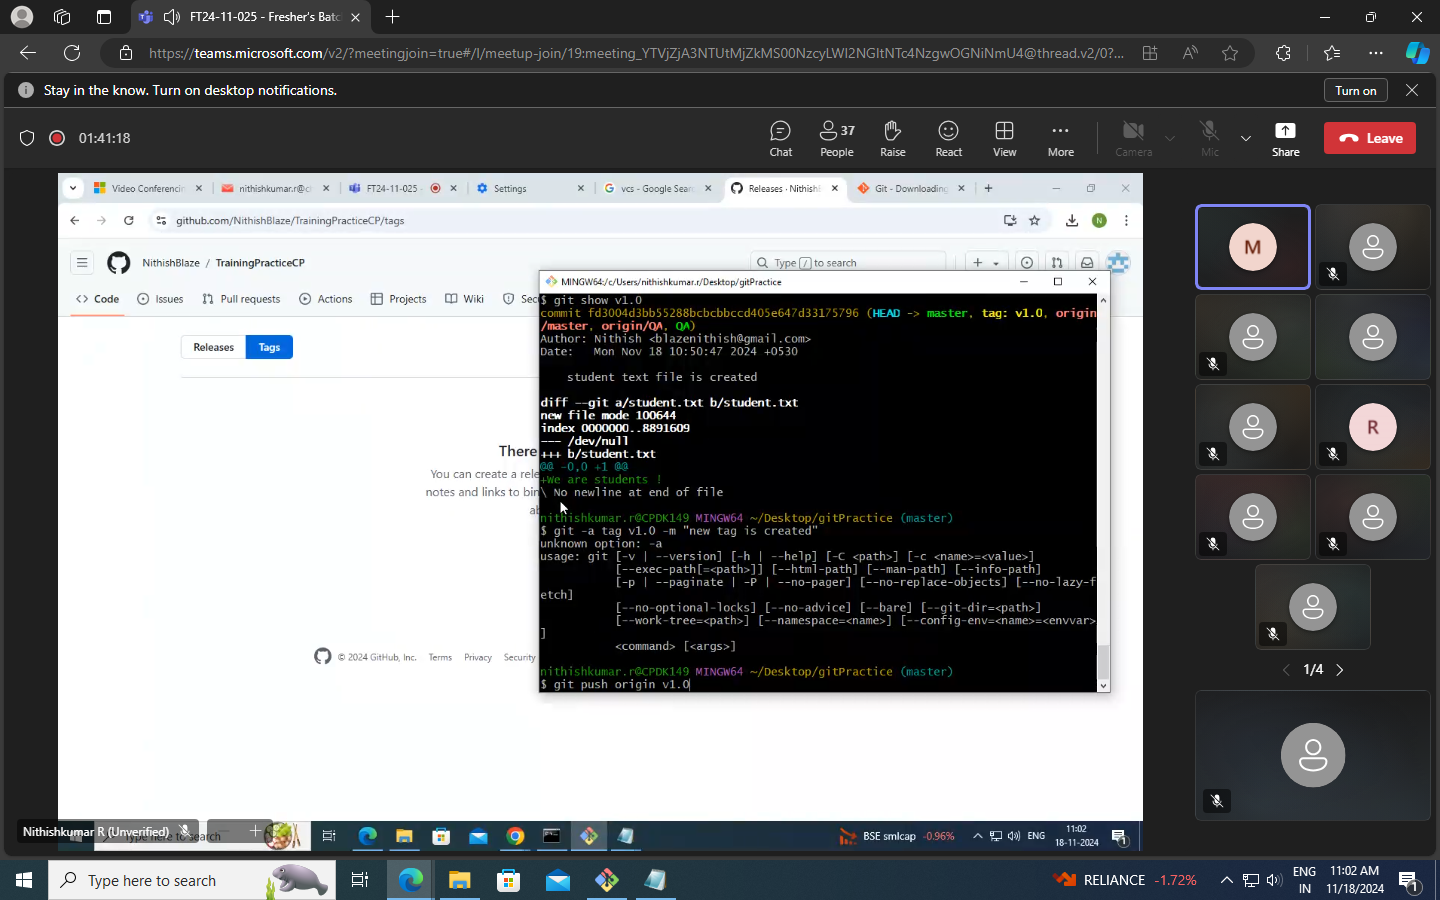 FT24-11-025 - Fresher's Batc
https://teams.microsoft.com/v2/?meetingjoin=true#/l/meetup-join/19:meeting_YTVjZjA3NTUtMjZkMS00NzcyLWI2NGItNTc4NzgwOGNiNmU4@thread.v2/0?...
Stay in the know. Turn on desktop notifications.
Turn on
01:41:18
Chat
37
People
Raise
React
View
More
Camera
Mic
Share
Leave
Video Conferencin
nithishkumar.r@c
FT24-11-025 -
Settings
vcs - Google Sear
Releases · Nithish
Git - Downloading
github.com/NithishBlaze/TrainingPracticeCP/tags
N
NithishBlaze / TrainingPracticeCP
Type / to search
Code
Issues
Pull requests
Actions
Projects
Wiki
Sec
Releases
Tags
There
You can create a rele
notes and links to bin
© 2024 GitHub, Inc. Terms Privacy Security
MINGW64:/c/Users/nithishkumar.r/Desktop/gitPractice
$ git show v1.0
commit fd3004d3bb55288bcbcbbccd405e647d33175796 (HEAD -> master, tag: v1.0, origin
/master, origin/QA, QA)
Author: Nithish <blazenithish@gmail.com>
Date:   Mon Nov 18 10:50:47 2024 +0530
student text file is created
diff --git a/student.txt b/student.txt
new file mode 100644
index 0000000..8891609
--- /dev/null
+++ b/student.txt
@@ -0,0 +1 @@
+We are students !
\ No newline at end of file
nithishkumar.r@CPDK149 MINGW64 ~/Desktop/gitPractice (master)
$ git -a tag v1.0 -m "new tag is created"
unknown option: -a
usage: git [-v | --version] [-h | --help] [-C <path>] [-c <name>=<value>]
[--exec-path[=<path>]] [--html-path] [--man-path] [--info-path]
[-p | --paginate | -P | --no-pager] [--no-replace-objects] [--no-lazy-f
etch]
[--no-optional-locks] [--no-advice] [--bare] [--git-dir=<path>]
[--work-tree=<path>] [--namespace=<name>] [--config-env=<name>=<envvar>
]
<command> [<args>]
nithishkumar.r@CPDK149 MINGW64 ~/Desktop/gitPractice (master)
$ git push origin v1.0
M
R
1/4
Nithishkumar R (Unverified)
Type here to search
BSE smlcap -0.96%
ENG
11:02
18-11-2024
1
Type here to search
RELIANCE -1.72%
ENG
IN
11:02 AM
11/18/2024
1